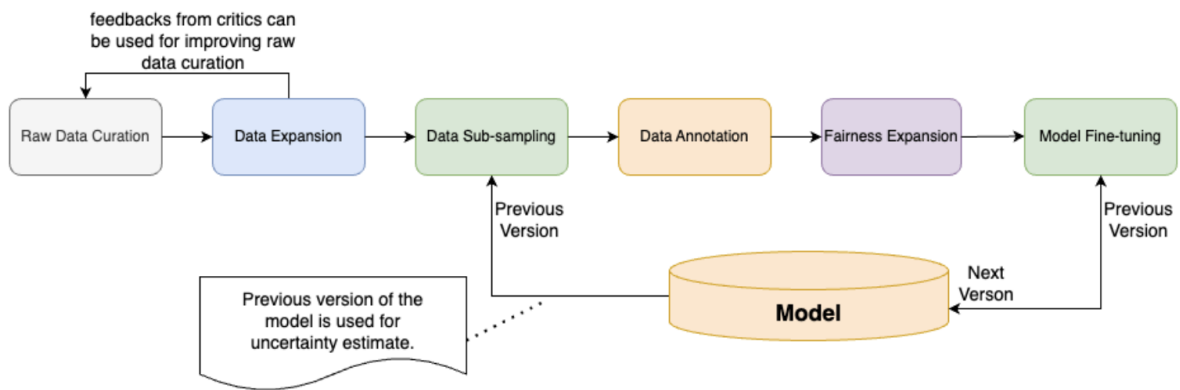 feedbacks from critics can
be used for improving raw
data curation
Raw Data Curation
Data Expansion
Data Sub-sampling
Data Annotation
Fairness Expansion
Model Fine-tuning
Previous
Version
Previous
Version
Next
Verson
Model
Previous version of the
model is used for
uncertainty estimate.